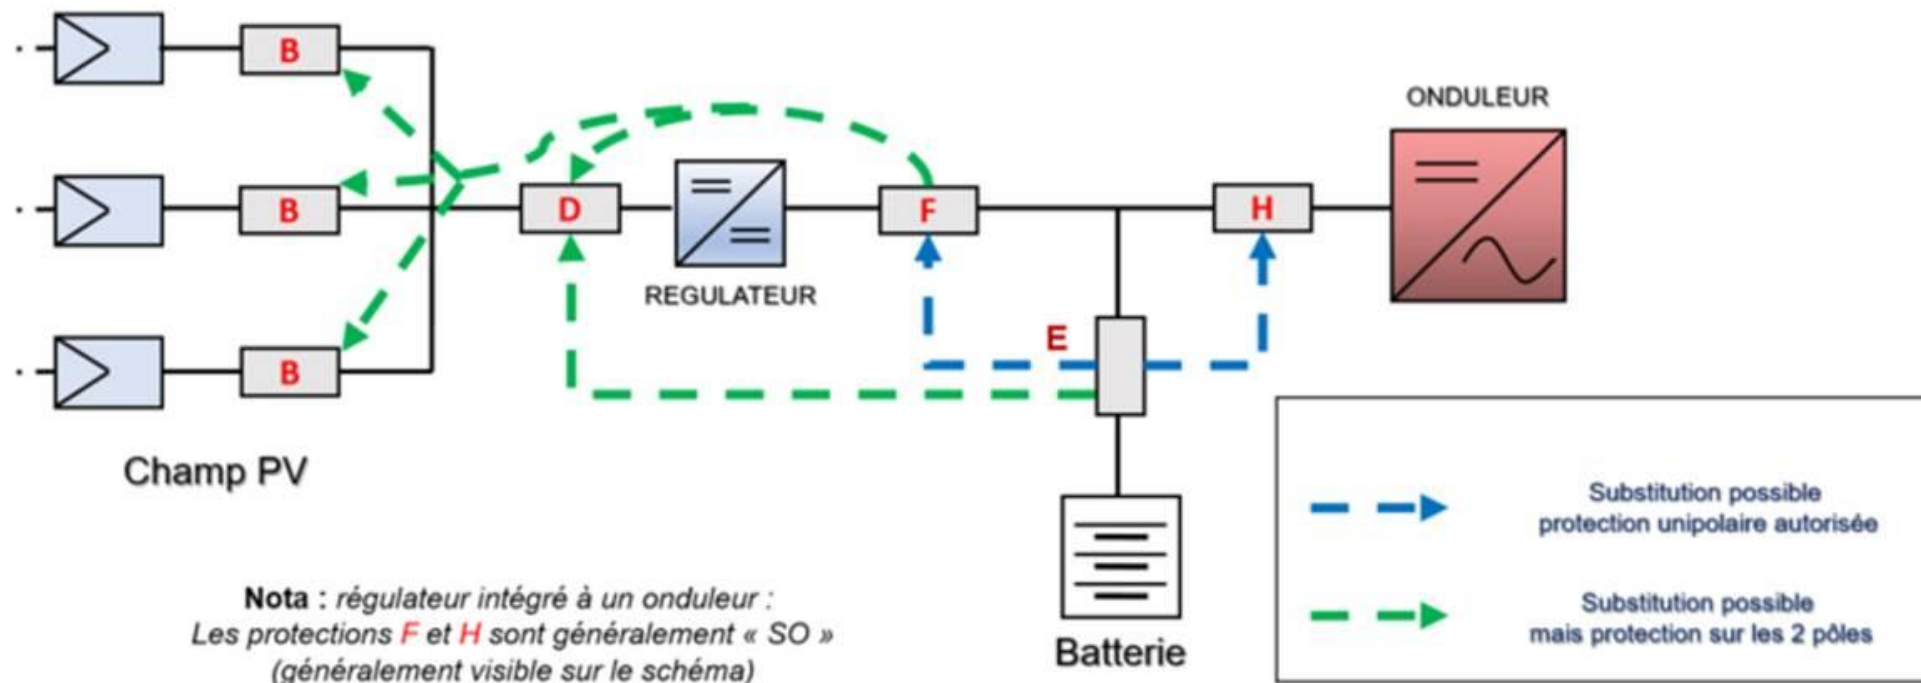 B
ONDULEUR
B
D
F
H
REGULATEUR
E
B
Champ PV
Substitution possible
protection unipolaire autorisée
Nota : régulateur intégré à un onduleur :
Les protections F et H sont généralement « SO »
(généralement visible sur le schéma)
Batterie
Substitution possible
mais protection sur les 2 pôles